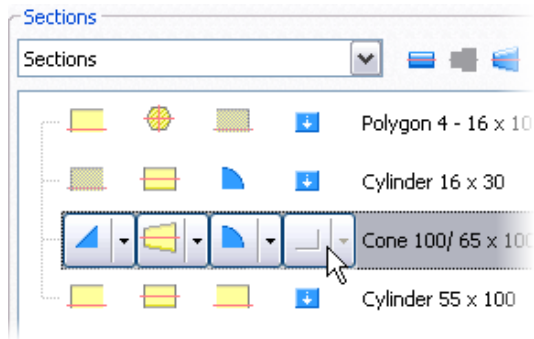 Sections
Sections
Polygon 4 - 16 x 10
Cylinder 16 x 30
Cone 100/ 65 x 100
Cylinder 55 x 100